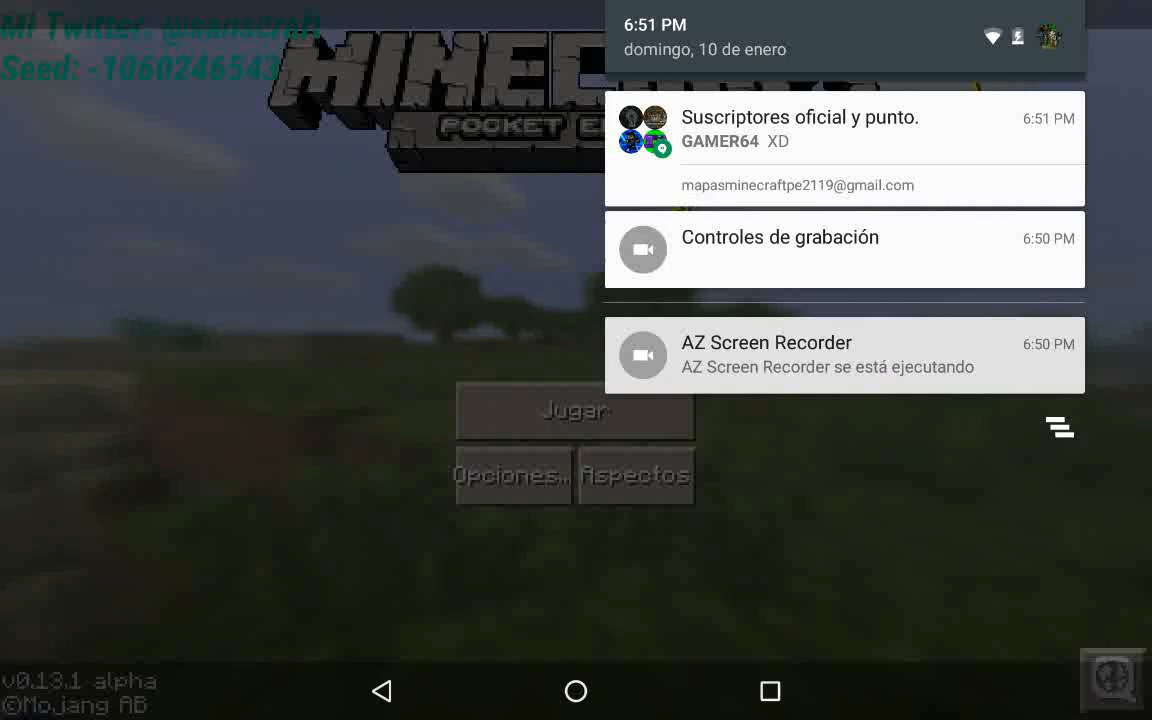 Mi Twitter: @sanscraft
Seed: -1060246543
MINEC
POCKET E
6:51 PM
domingo, 10 de enero
Suscriptores oficial y punto.
6:51 PM
GAMER64 XD
mapasminecraftpe2119@gmail.com
Controles de grabación
6:50 PM
AZ Screen Recorder
6:50 PM
AZ Screen Recorder se está ejecutando
Jugar
Opciones...
Aspectos
v0.13.1 alpha
©Mojang AB